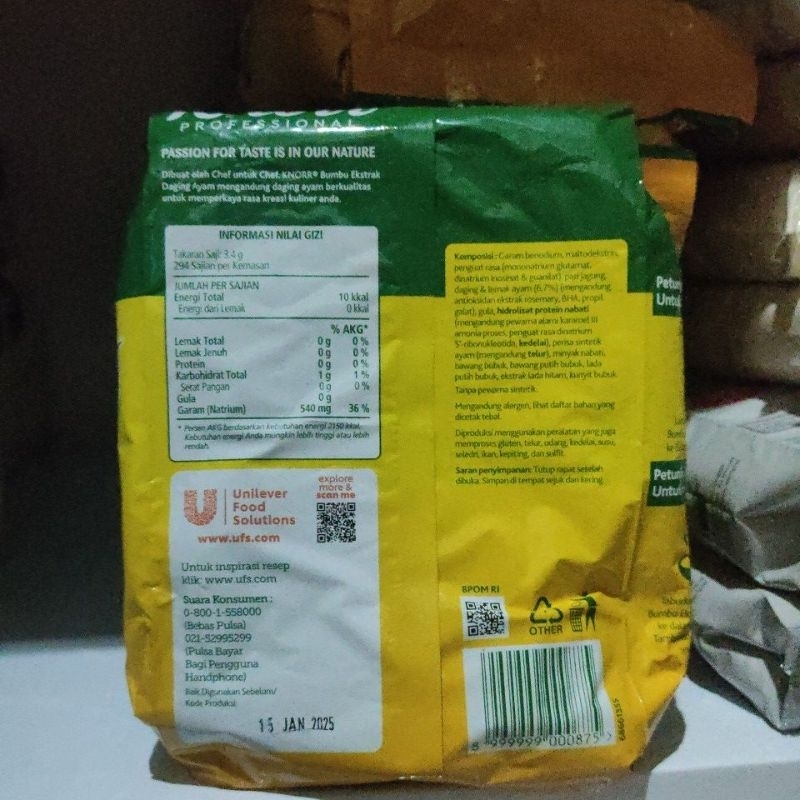 PROFESSIONAL
PASSION FOR TASTE IS IN OUR NATURE
Dibuat oleh Chef untuk Chef. KNORR® Bumbu Ekstrak
Daging Ayam mengandung daging ayam berkualitas
untuk memperkaya rasa kreasi kuliner anda.
INFORMASI NILAI GIZI
Takaran Saji: 3.4 g
294 Sajian per Kemasan
JUMLAH PER SAJIAN
Energi Total 10 kkal
Energi dari Lemak 0 kkal
% AKG*
Lemak Total 0 g 0 %
Lemak Jenuh 0 g 0 %
Protein 0 g 0 %
Karbohidrat Total 1 g 1 %
Serat Pangan 0 g 0 %
Gula 0 g
Garam (Natrium) 540 mg 36 %
* Persen AKG berdasarkan kebutuhan energi 2150 kkal.
Kebutuhan energi Anda mungkin lebih tinggi atau lebih
rendah.
Unilever
Food
Solutions
www.ufs.com
explore
more &
scan me
Untuk inspirasi resep
klik: www.ufs.com
Suara Konsumen :
0-800-1-558000
(Bebas Pulsa)
021-52995299
(Pulsa Bayar
Bagi Pengguna
Handphone)
Baik Digunakan Sebelum/
Kode Produksi
15 JAN 2025
Komposisi : Garam beriodium, maltodekstrin,
penguat rasa (mononatrium glutamat,
dinatrium inosinat & guanilat), pati jagung,
daging & lemak ayam (6,7%) (mengandung
antioksidan ekstrak rosemary, BHA, propil
galat), gula, hidrolisat protein nabati
(mengandung pewarna alami karamel III
amonia proses, penguat rasa dinatrium
5'-ribonukleotida, kedelai), perisa sintetik
ayam (mengandung telur), minyak nabati,
bawang bubuk, bawang putih bubuk, lada
putih bubuk, ekstrak lada hitam, kunyit bubuk.
Tanpa pewarna sintetik.
Mengandung alergen, lihat daftar bahan yang
dicetak tebal.
Diproduksi menggunakan peralatan yang juga
memproses gluten, telur, udang, kedelai, susu,
seledri, ikan, kepiting, dan sulfit.
Saran penyimpanan: Tutup rapat setelah
dibuka. Simpan di tempat sejuk dan kering.
BPOM RI
OTHER
8 999999 000875
68661355